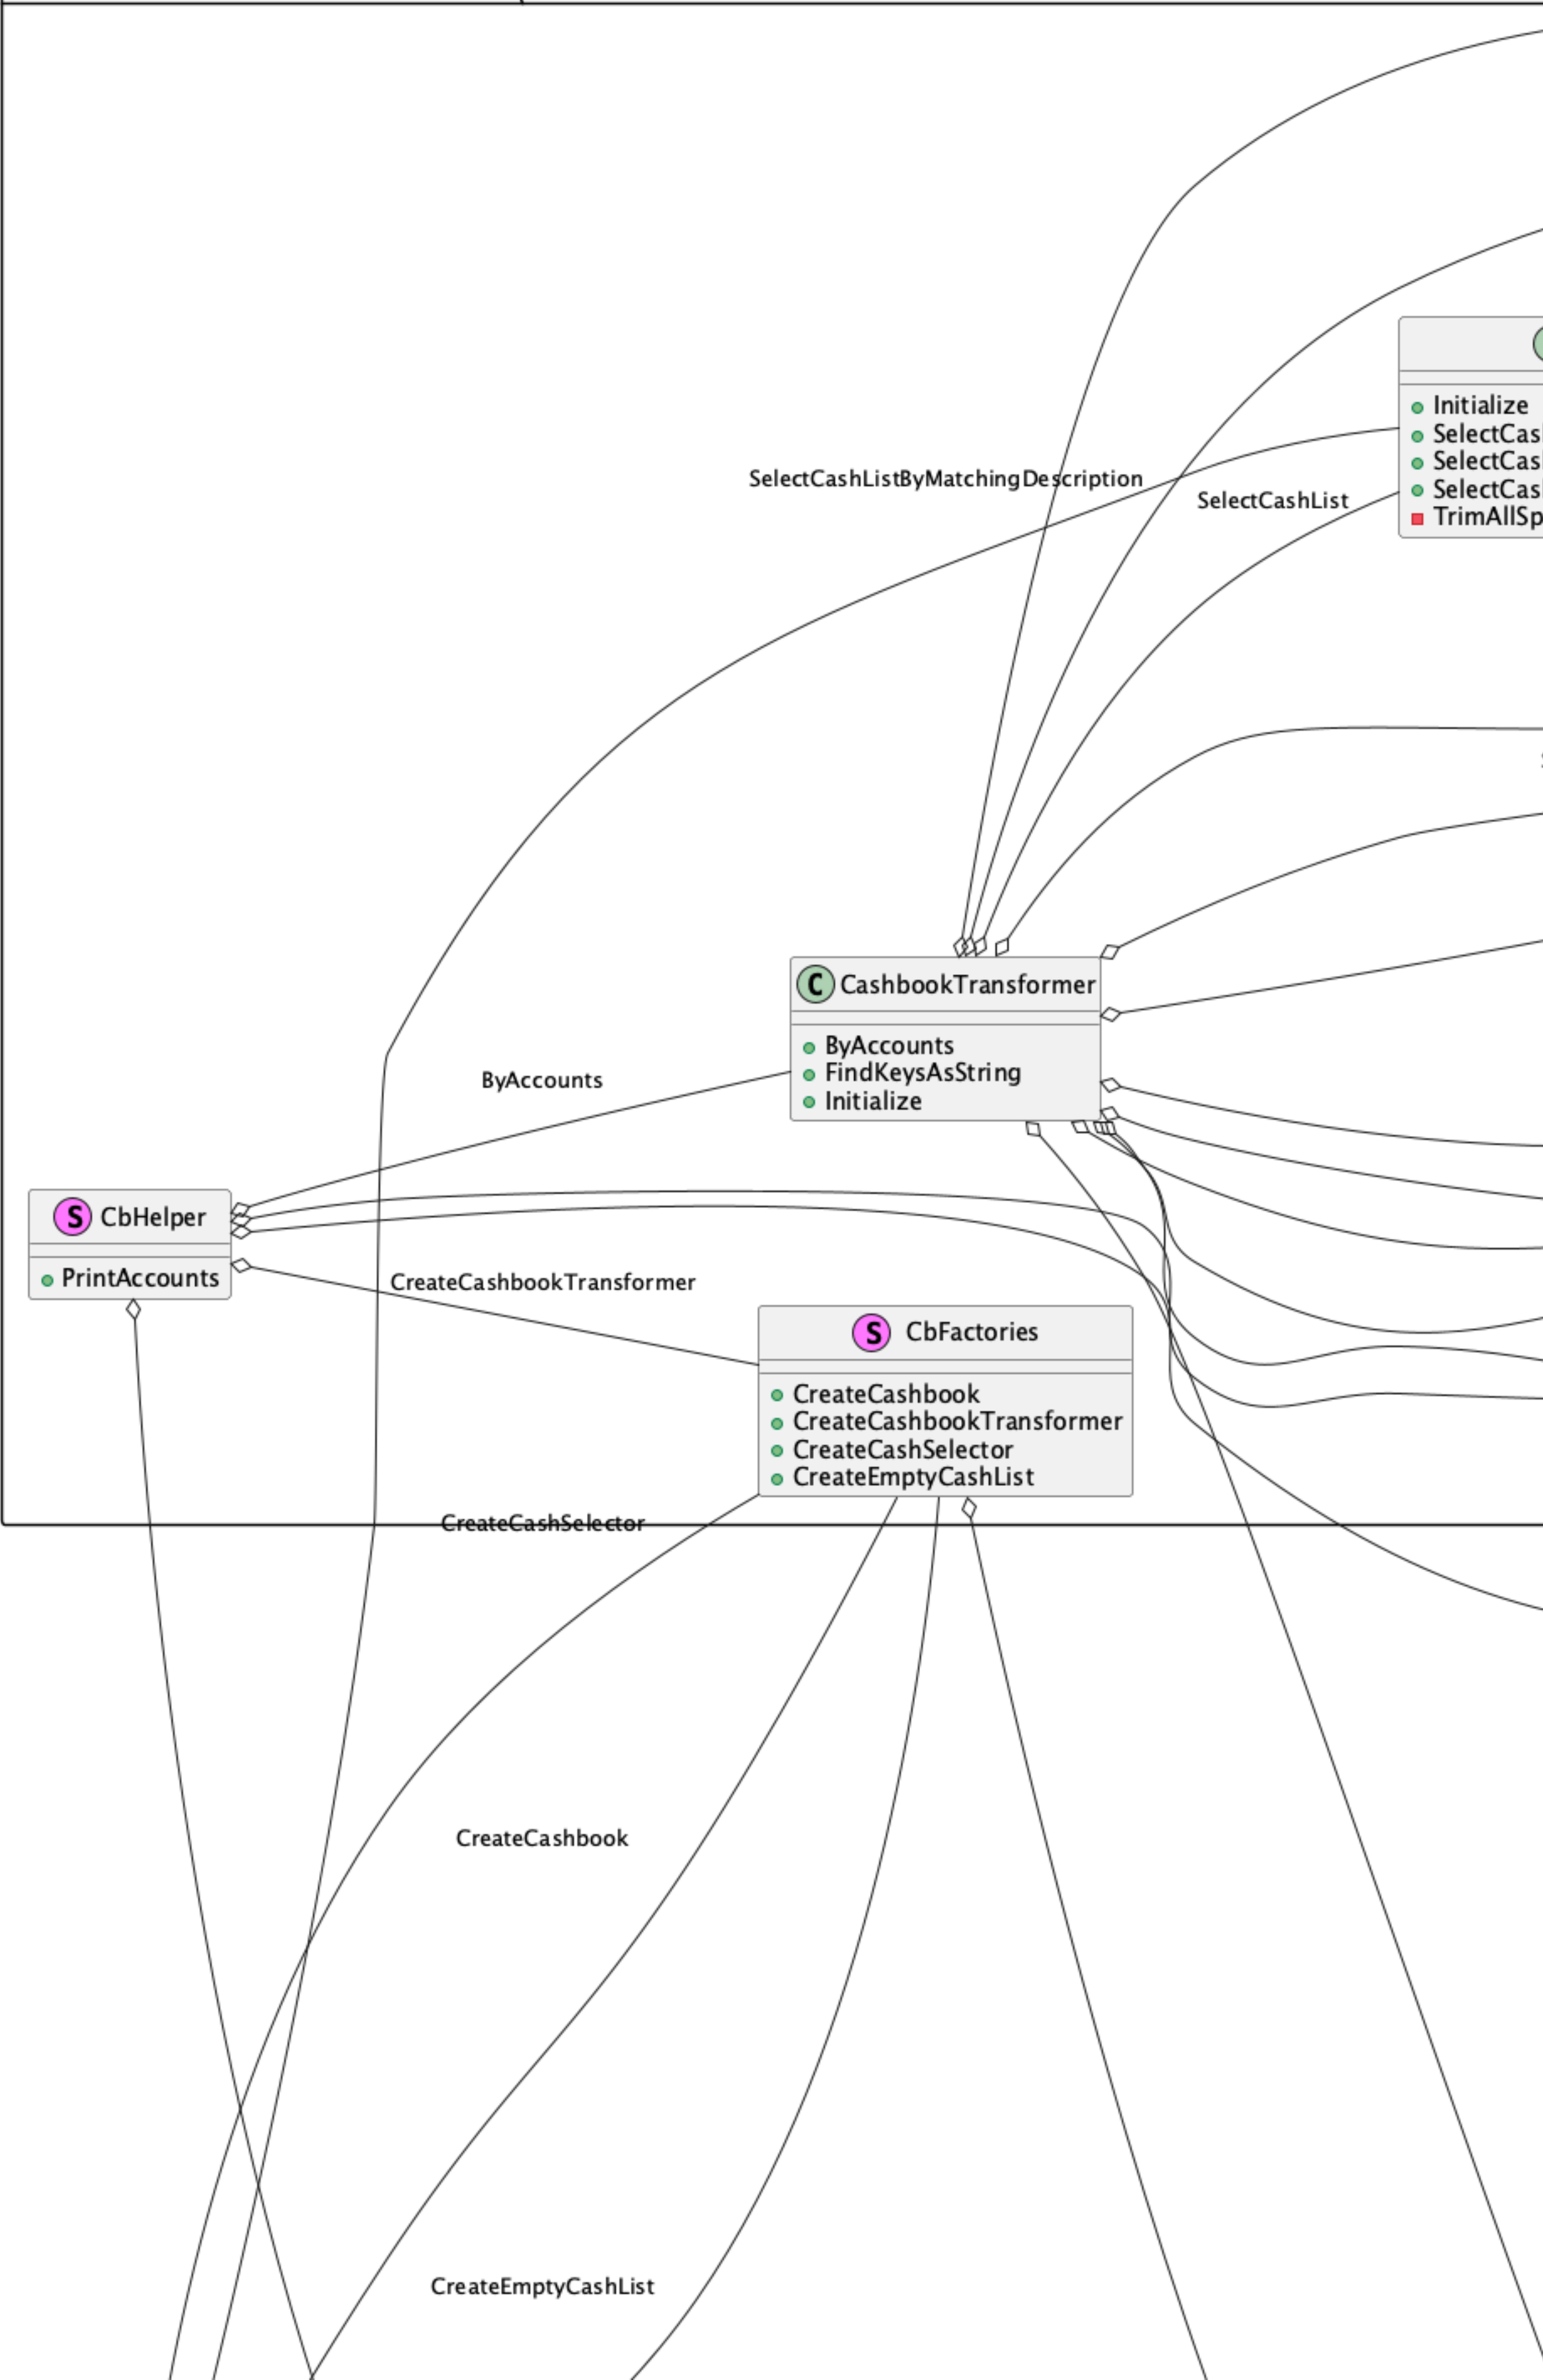 Initialize
SelectCas
SelectCas
SelectCas
TrimAllSp
SelectCashListByMatchingDescription
SelectCashList
C CashbookTransformer
ByAccounts
FindKeysAsString
Initialize
ByAccounts
S CbHelper
PrintAccounts
CreateCashbookTransformer
S CbFactories
CreateCashbook
CreateCashbookTransformer
CreateCashSelector
CreateEmptyCashList
CreateCashSelector
CreateCashbook
CreateEmptyCashList